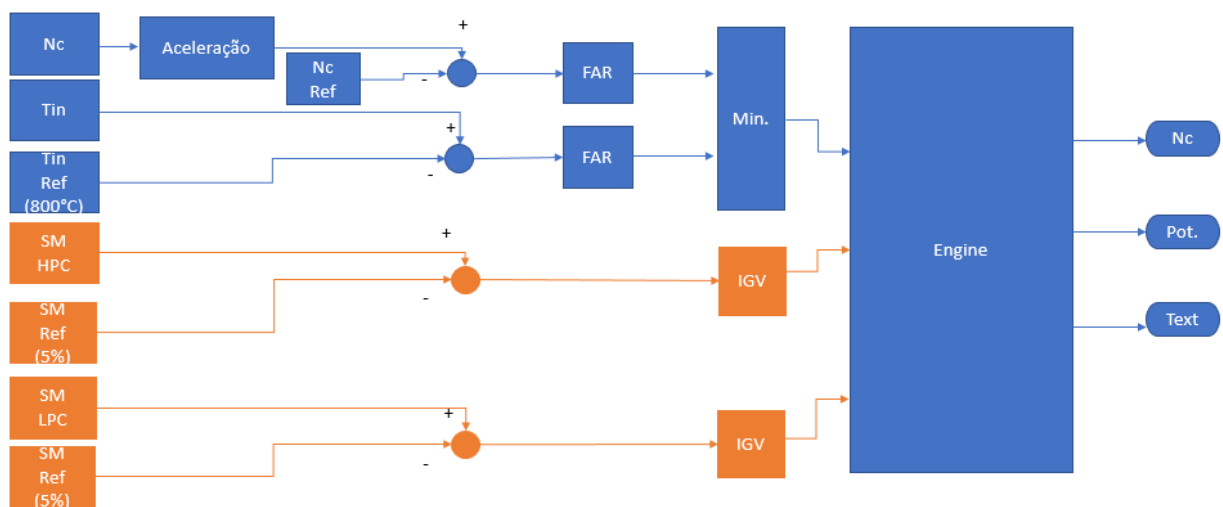 Nc
Aceleração
+
Nc
Ref
-
FAR
Min.
Tin
+
Tin
Ref
(800°C)
-
FAR
Engine
Nc
Pot.
Text
SM
HPC
+
-
IGV
SM
Ref
(5%)
SM
LPC
+
-
IGV
SM
Ref
(5%)